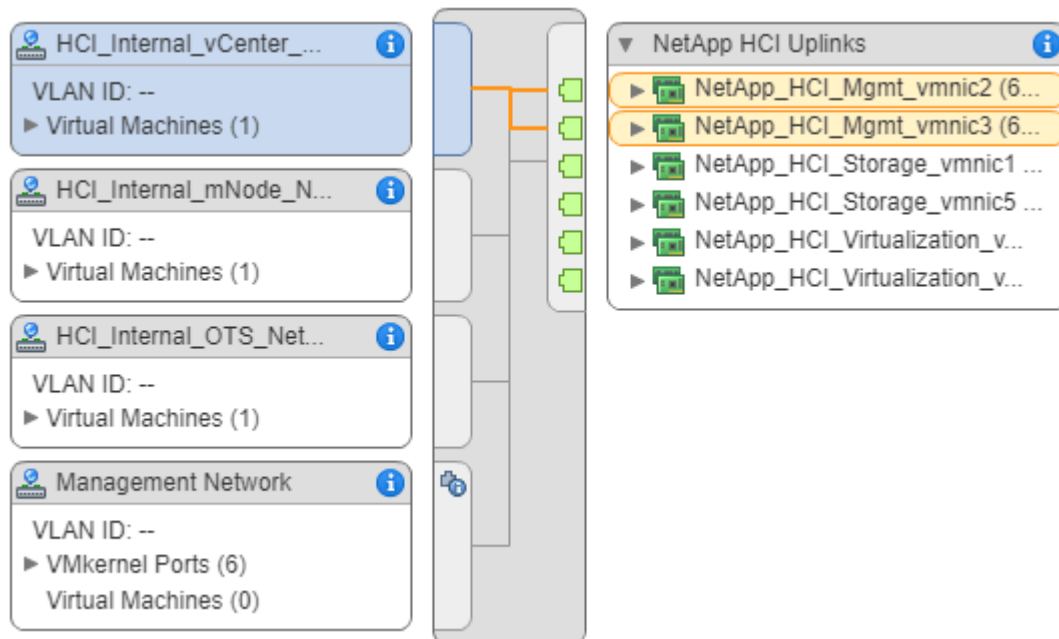 HCI_Internal_vCenter_...
VLAN ID: --
Virtual Machines (1)
HCI_Internal_mNode_N...
VLAN ID: --
Virtual Machines (1)
HCI_Internal_OTS_Net...
VLAN ID: --
Virtual Machines (1)
Management Network
VLAN ID: --
VMkernel Ports (6)
Virtual Machines (0)
NetApp HCI Uplinks
NetApp_HCI_Mgmt_vmnic2 (6...
NetApp_HCI_Mgmt_vmnic3 (6...
NetApp_HCI_Storage_vmnic1 ...
NetApp_HCI_Storage_vmnic5 ...
NetApp_HCI_Virtualization_v...
NetApp_HCI_Virtualization_v...